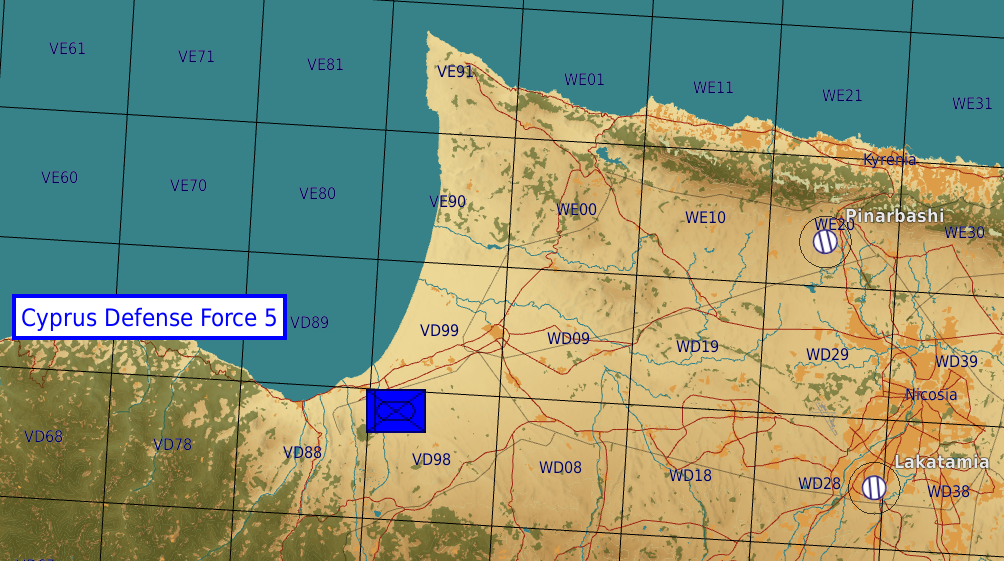 VE61 VE71 VE81 VE91 WE01 WE11 WE21 WE31
Kyrenia
VE60 VE70 VE80 VE90 WE00 WE10 WE20 WE30
Pinarbashi
Cyprus Defense Force 5
VD89 VD99 WD09 WD19 WD29 WD39
Nicosia
VD68 VD78 VD88 VD98 WD08 WD18 WD28 WD38
Lakatamia